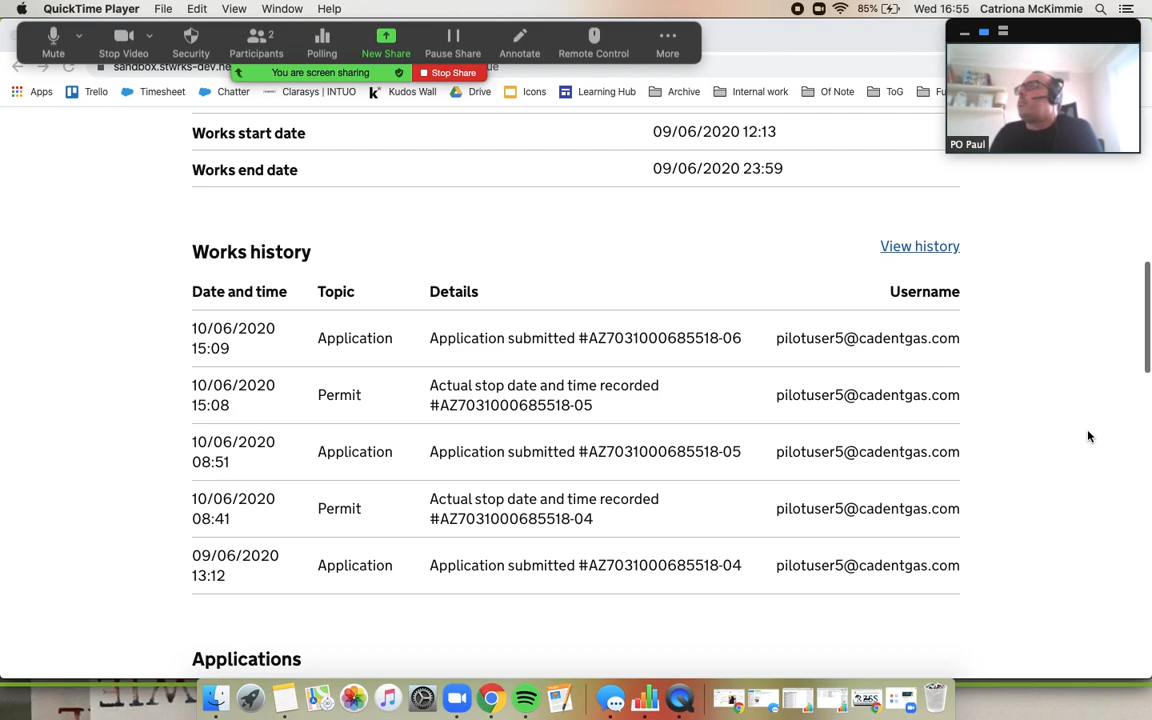 QuickTime Player File Edit View Window Help 85% Wed 16:55 Catriona McKimmie
Mute Stop Video Security Participants 2 Polling New Share Pause Share Annotate Remote Control More
sandbox.stwrks-dev.ne
You are screen sharing Stop Share
Apps Trello Timesheet Chatter Clarasys | INTUO Kudos Wall Drive Icons Learning Hub Archive Internal work Of Note ToG Fu
PO Paul
Works start date 09/06/2020 12:13
Works end date 09/06/2020 23:59
Works history View history
Date and time Topic Details Username
10/06/2020
15:09 Application Application submitted #AZ7031000685518-06 pilotuser5@cadentgas.com
10/06/2020 Actual stop date and time recorded
15:08 Permit #AZ7031000685518-05 pilotuser5@cadentgas.com
10/06/2020
08:51 Application Application submitted #AZ7031000685518-05 pilotuser5@cadentgas.com
10/06/2020 Actual stop date and time recorded
08:41 Permit #AZ7031000685518-04 pilotuser5@cadentgas.com
09/06/2020
13:12 Application Application submitted #AZ7031000685518-04 pilotuser5@cadentgas.com
Applications